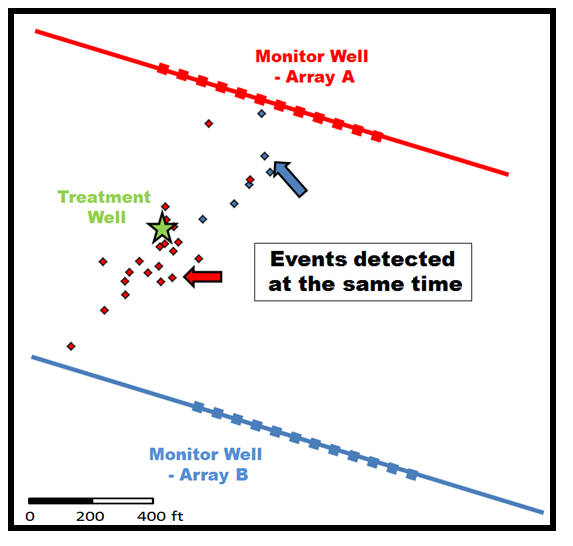 Monitor Well
- Array A
Treatment
Well
Events detected
at the same time
Monitor Well
- Array B
0 200 400 ft